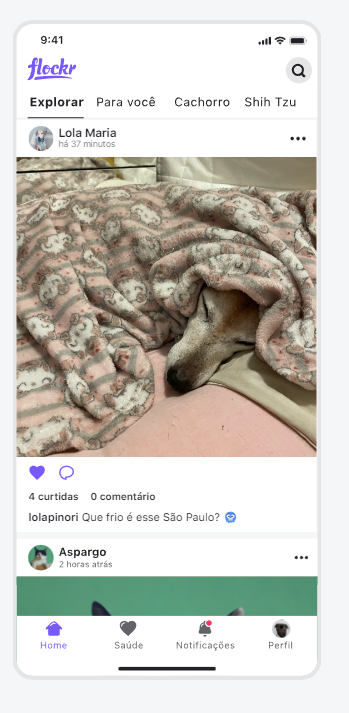 9:41
flockr
Explorar Para você Cachorro Shih Tzu
Lola Maria
há 37 minutos
4 curtidas 0 comentário
lolapinori Que frio é esse São Paulo? 🥶
Aspargo
2 horas atrás
Home Saúde Notificações Perfil